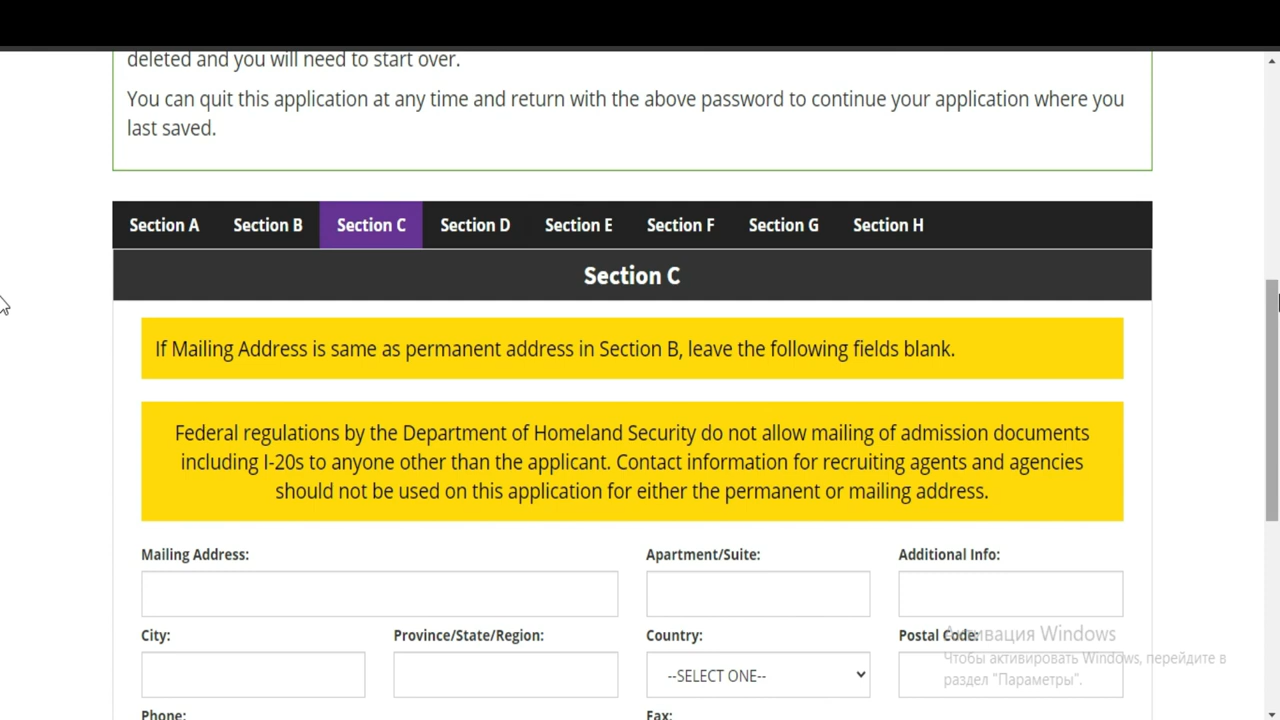 deleted and you will need to start over.
You can quit this application at any time and return with the above password to continue your application where you
last saved.
Section A Section B Section C Section D Section E Section F Section G Section H
Section C
If Mailing Address is same as permanent address in Section B, leave the following fields blank.
Federal regulations by the Department of Homeland Security do not allow mailing of admission documents
including I-20s to anyone other than the applicant. Contact information for recruiting agents and agencies
should not be used on this application for either the permanent or mailing address.
Mailing Address: Apartment/Suite: Additional Info:
City: Province/State/Region: Country: Postal Code:
--SELECT ONE--
Phone: Fax:
Активация Windows
Чтобы активировать Windows, перейдите в
раздел "Параметры".